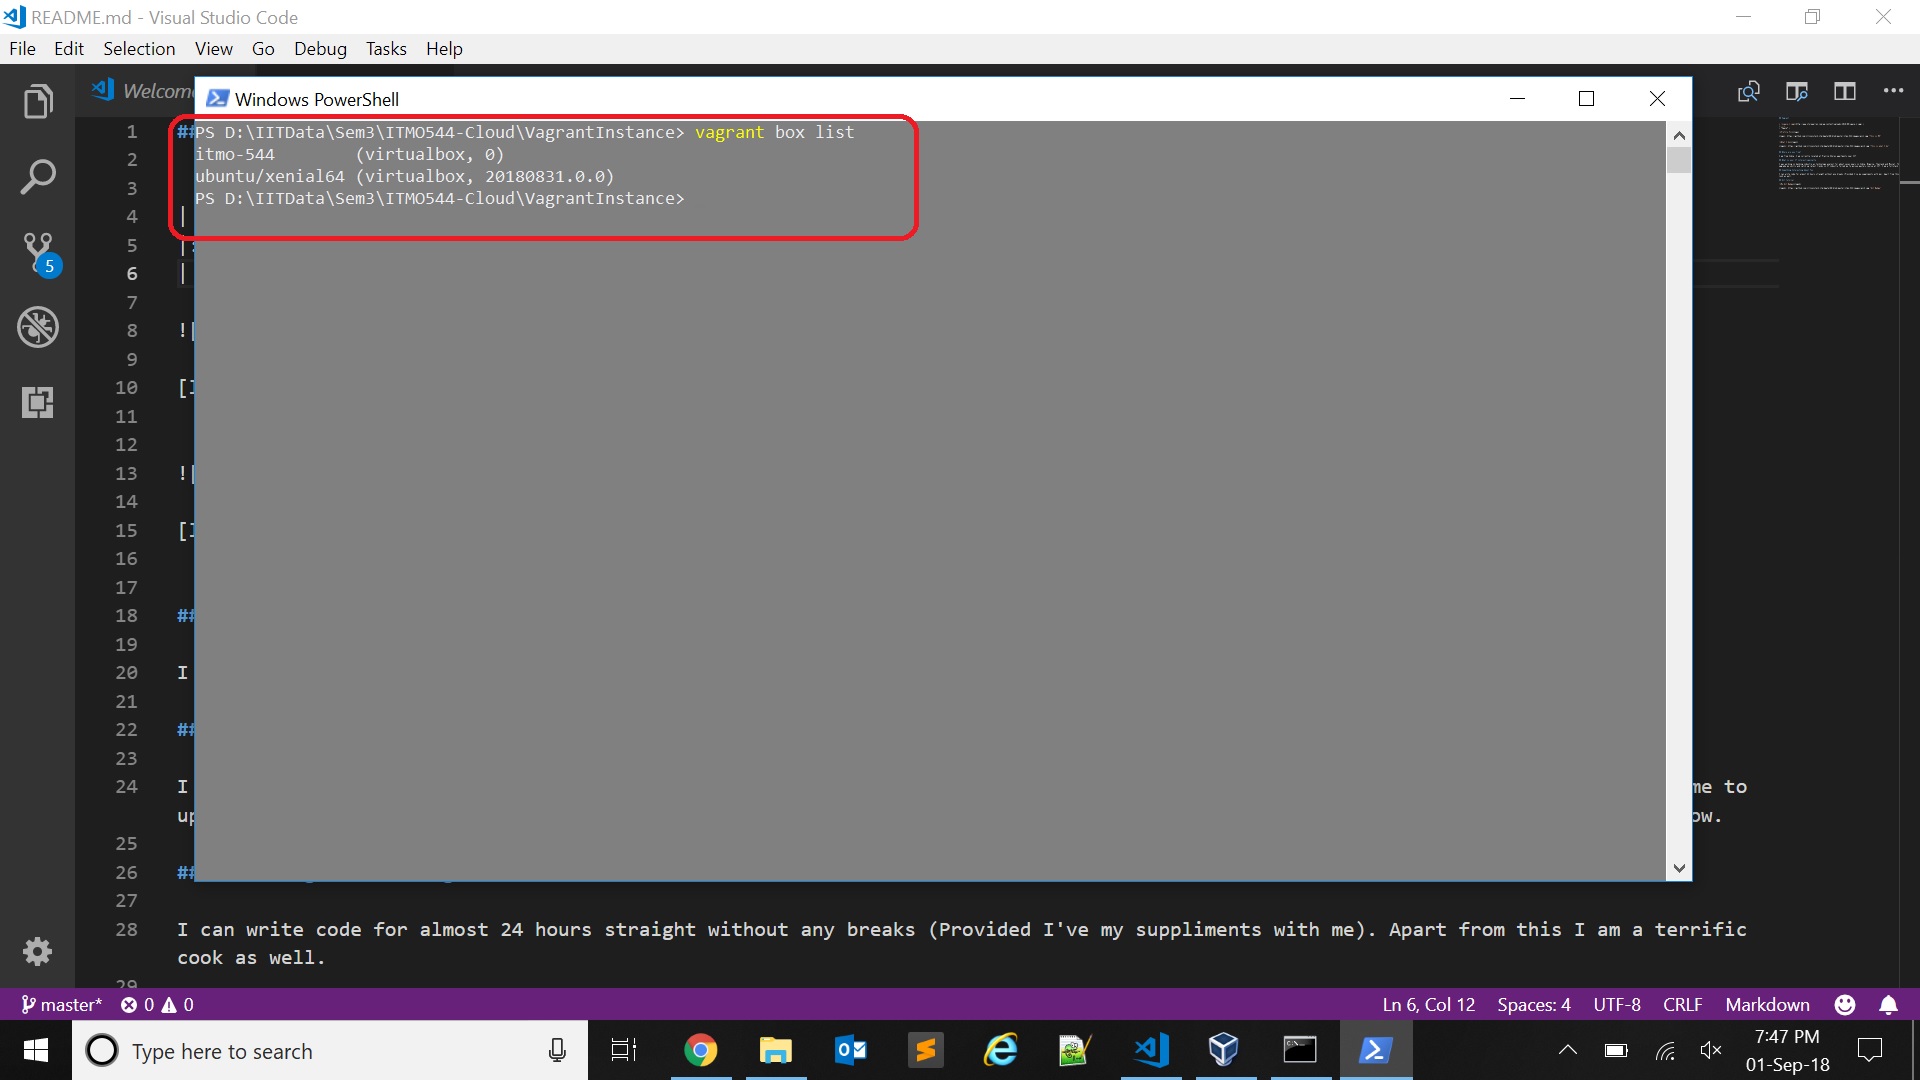 README.md - Visual Studio Code
File Edit Selection View Go Debug Tasks Help
Welcome
Windows PowerShell
PS D:\IITData\Sem3\ITMO544-Cloud\VagrantInstance> vagrant box list
itmo-544 (virtualbox, 0)
ubuntu/xenial64 (virtualbox, 20180831.0.0)
PS D:\IITData\Sem3\ITMO544-Cloud\VagrantInstance>
1 ##
2
3
4 |
5 |
6 |
7
8 ![
9
10 [I
11
12
13 ![
14
15 [I
16
17
18 ##
19
20 I
21
22 ##
23
24 I me to
up ow.
25
26 ##
27
28 I can write code for almost 24 hours straight without any breaks (Provided I've my suppliments with me). Apart from this I am a terrific
cook as well.
29
5
master* 0 0 Ln 6, Col 12 Spaces: 4 UTF-8 CRLF Markdown
Type here to search
7:47 PM
01-Sep-18